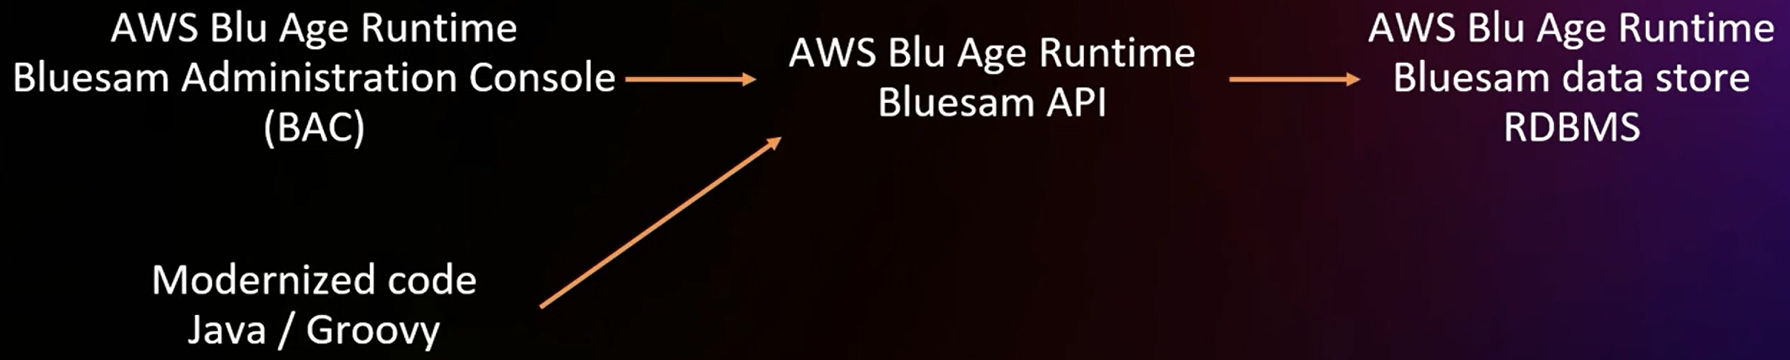 AWS Blu Age Runtime
Bluesam Administration Console
(BAC)
AWS Blu Age Runtime
Bluesam API
AWS Blu Age Runtime
Bluesam data store
RDBMS
Modernized code
Java / Groovy